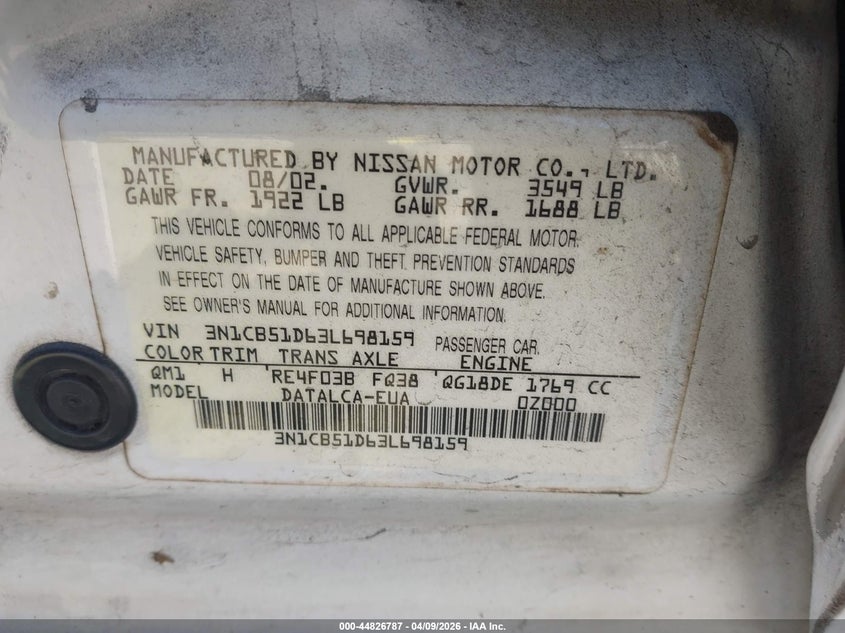 MANUFACTURED BY NISSAN MOTOR CO., LTD.
DATE 08/02. GVWR. 3549 LB
GAWR FR. 1922 LB GAWR RR. 1688 LB
THIS VEHICLE CONFORMS TO ALL APPLICABLE FEDERAL MOTOR
VEHICLE SAFETY, BUMPER AND THEFT PREVENTION STANDARDS
IN EFFECT ON THE DATE OF MANUFACTURE SHOWN ABOVE.
SEE OWNER'S MANUAL FOR ADDITIONAL INFORMATION.
VIN 3N1CB51D63L698159 PASSENGER CAR.
COLOR TRIM TRANS AXLE ENGINE
QM1 H RE4F03B FQ38 QG18DE 1769 CC
MODEL DATALCA-EUA 0Z000
3N1CB51D63L698159
000-44826787 - 04/09/2026 - IAA Inc.